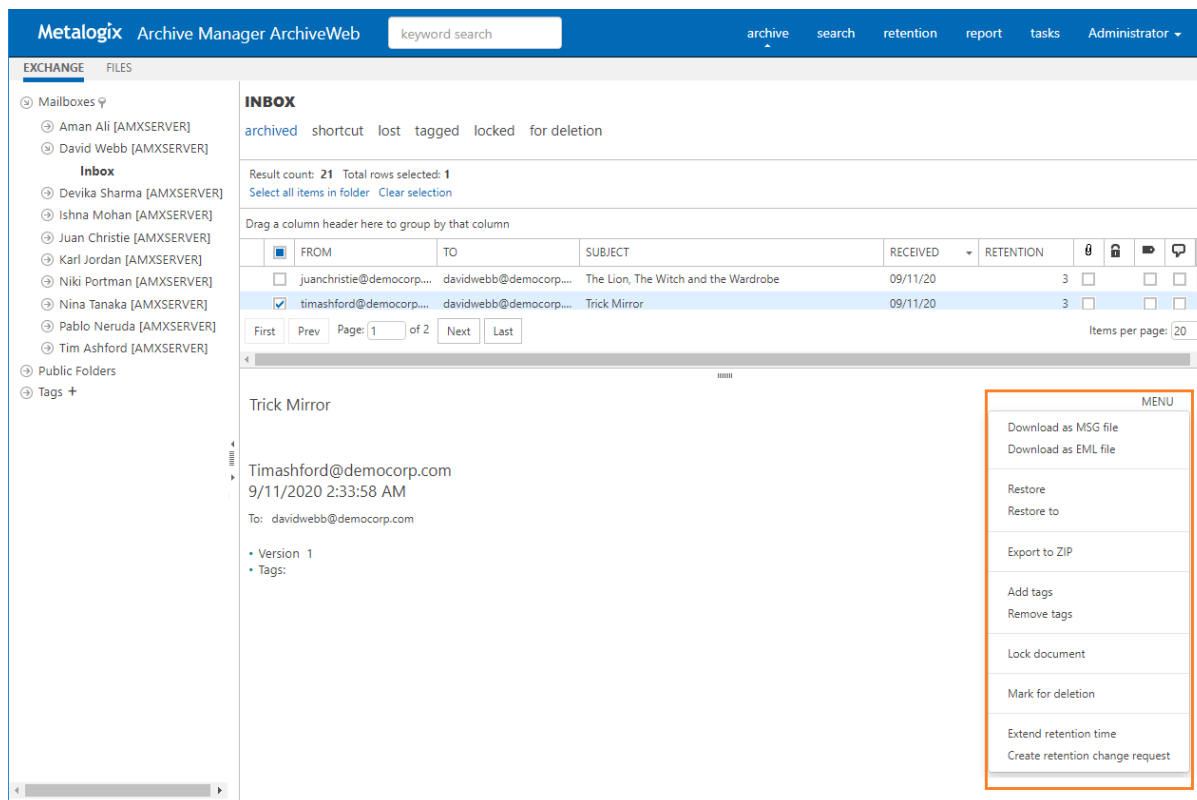 Metalogix Archive Manager ArchiveWeb keyword search archive search retention report tasks Administrator
EXCHANGE FILES
Mailboxes
Aman Ali [AMXSERVER]
David Webb [AMXSERVER]
Inbox
Devika Sharma [AMXSERVER]
Ishna Mohan [AMXSERVER]
Juan Christie [AMXSERVER]
Karl Jordan [AMXSERVER]
Niki Portman [AMXSERVER]
Nina Tanaka [AMXSERVER]
Pablo Neruda [AMXSERVER]
Tim Ashford [AMXSERVER]
Public Folders
Tags +
INBOX
archived shortcut lost tagged locked for deletion
Result count: 21 Total rows selected: 1
Select all items in folder Clear selection
Drag a column header here to group by that column
FROM TO SUBJECT RECEIVED RETENTION
juanchristie@democorp.... davidwebb@democorp.... The Lion, The Witch and the Wardrobe 09/11/20 3
timashford@democorp.... davidwebb@democorp.... Trick Mirror 09/11/20 3
First Prev Page: 1 of 2 Next Last Items per page: 20
Trick Mirror
Timashford@democorp.com
9/11/2020 2:33:58 AM
To: davidwebb@democorp.com
• Version 1
• Tags:
MENU
Download as MSG file
Download as EML file
Restore
Restore to
Export to ZIP
Add tags
Remove tags
Lock document
Mark for deletion
Extend retention time
Create retention change request